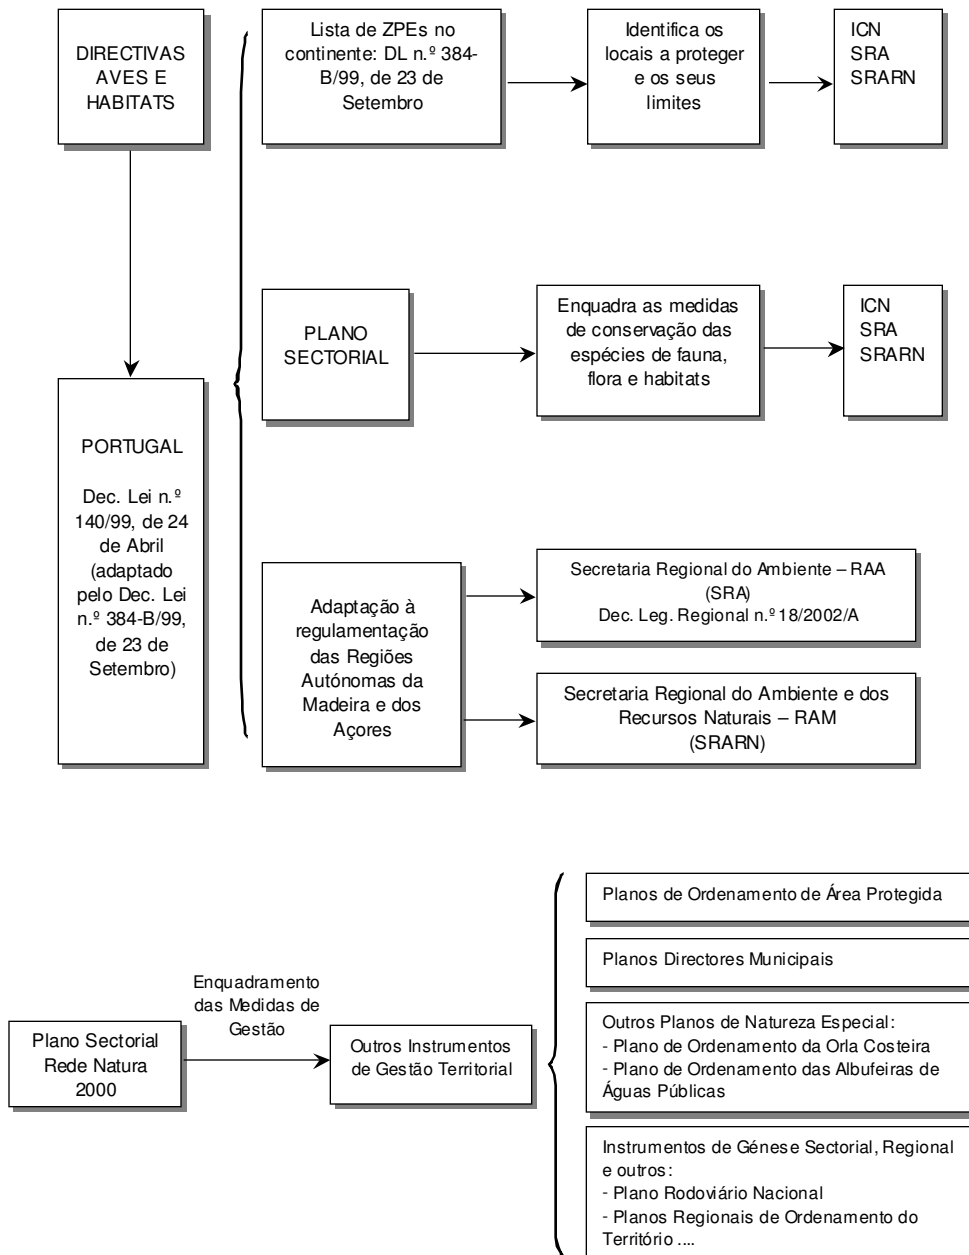 DIRECTIVAS
AVES E
HABITATS
Lista de ZPEs no
continente: DL n.º 384-
B/99, de 23 de
Setembro
Identifica os
locais a proteger
e os seus
limites
ICN
SRA
SRARN
PLANO
SECTORIAL
Enquadra as medidas
de conservação das
espécies de fauna,
flora e habitats
ICN
SRA
SRARN
PORTUGAL
Dec. Lei n.º
140/99, de 24
de Abril
(adaptado
pelo Dec. Lei
n.º 384-B/99,
de 23 de
Setembro)
Adaptação à
regulamentação
das Regiões
Autónomas da
Madeira e dos
Açores
Secretaria Regional do Ambiente – RAA
(SRA)
Dec. Leg. Regional n.º 18/2002/A
Secretaria Regional do Ambiente e dos
Recursos Naturais – RAM
(SRARN)
Plano Sectorial
Rede Natura
2000
Enquadramento
das Medidas de
Gestão
Outros Instrumentos
de Gestão Territorial
Planos de Ordenamento de Área Protegida
Planos Directores Municipais
Outros Planos de Natureza Especial:
- Plano de Ordenamento da Orla Costeira
- Plano de Ordenamento das Albufeiras de
Águas Públicas
Instrumentos de Génese Sectorial, Regional
e outros:
- Plano Rodoviário Nacional
- Planos Regionais de Ordenamento do
Território ....